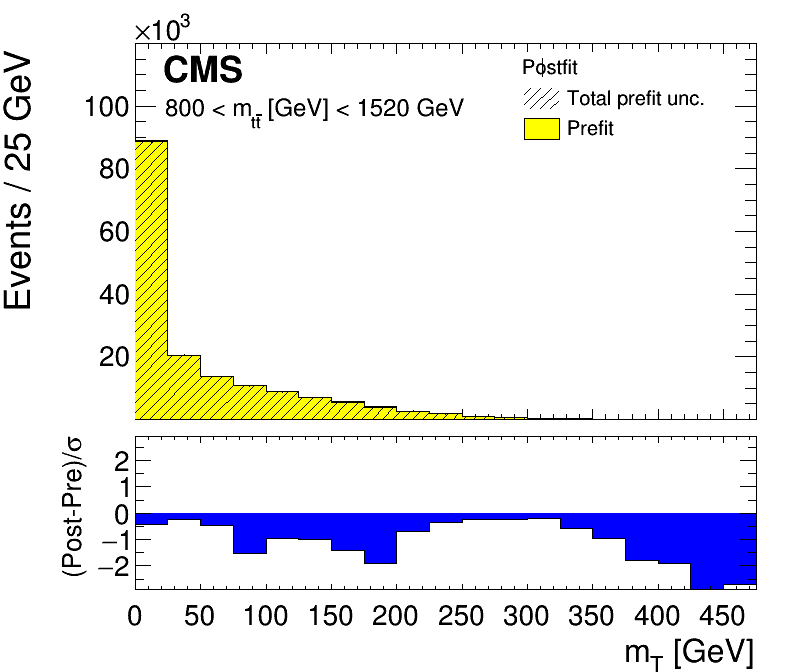 ×10³
Events / 25 GeV
CMS
800 < m_tt̄ [GeV] < 1520 GeV
Postfit
Total prefit unc.
Prefit
100
80
60
40
20
(Post-Pre)/σ
2
1
0
−1
−2
0 50 100 150 200 250 300 350 400 450
m_T [GeV]